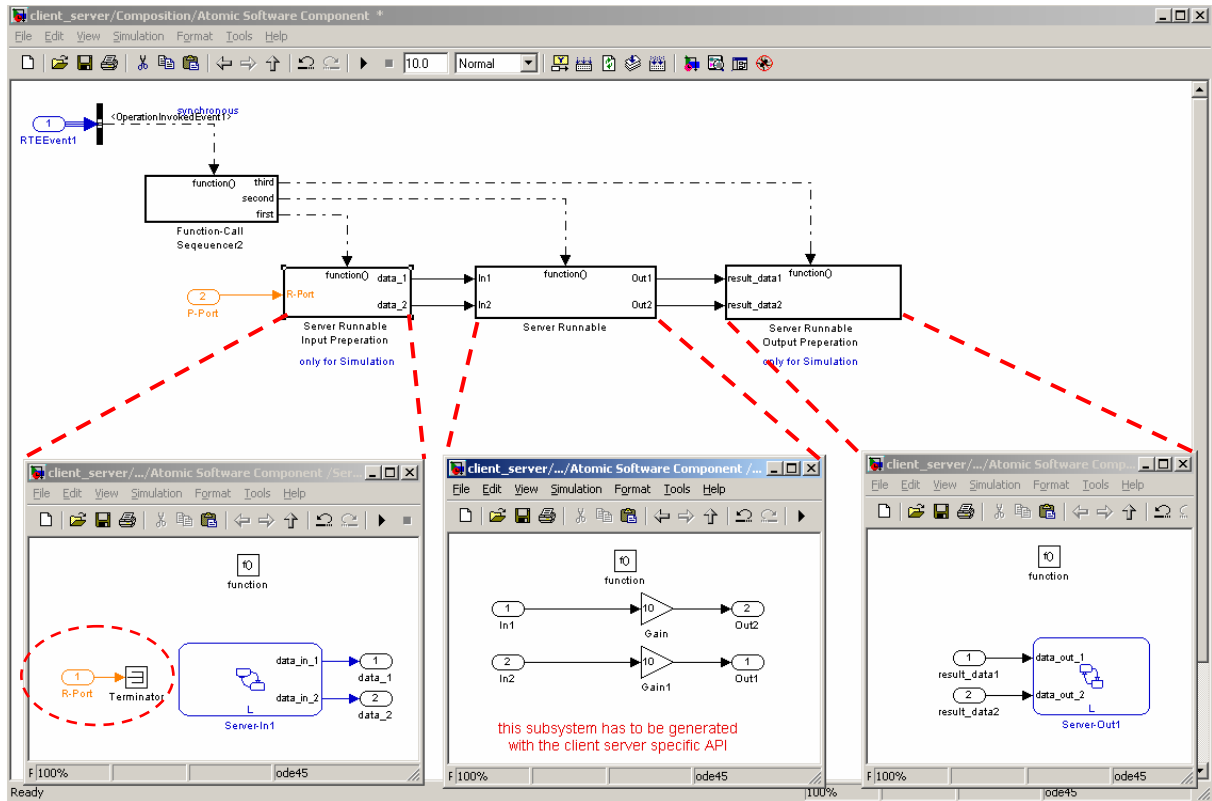 client_server/Composition/Atomic Software Component *
File Edit View Simulation Format Tools Help
10.0 Normal
synchronous
<OperationInvokedEvent1>
1
RTEEvent1
function() third
second
first
Function-Call
Seqeuencer2
function() data_1
R-Port
data_2
2
P-Port
Server Runnable
Input Preperation
only for Simulation
function()
In1 Out1
In2 Out2
Server Runnable
result_data1 function()
result_data2
Server Runnable
Output Preperation
only for Simulation
client_server/.../Atomic Software Component /Ser...
File Edit View Simulation Format Tools Help
f()
function
1
R-Port
Terminator
data_in_1
data_in_2
L
Server-In1
1
data_1
2
data_2
F 100% ode45
client_server/.../Atomic Software Component /...
File Edit View Simulation Format Tools Help
f()
function
1 10 2
In1 Gain Out2
2 10 1
In2 Gain1 Out1
this subsystem has to be generated
with the client server specific API
F 100% ode45
client_server/.../Atomic Software Comp...
File Edit View Simulation Format Tools Help
f()
function
1
result_data1
2
result_data2
data_out_1
data_out_2
L
Server-Out1
F 100% ode45
Ready 100% ode45